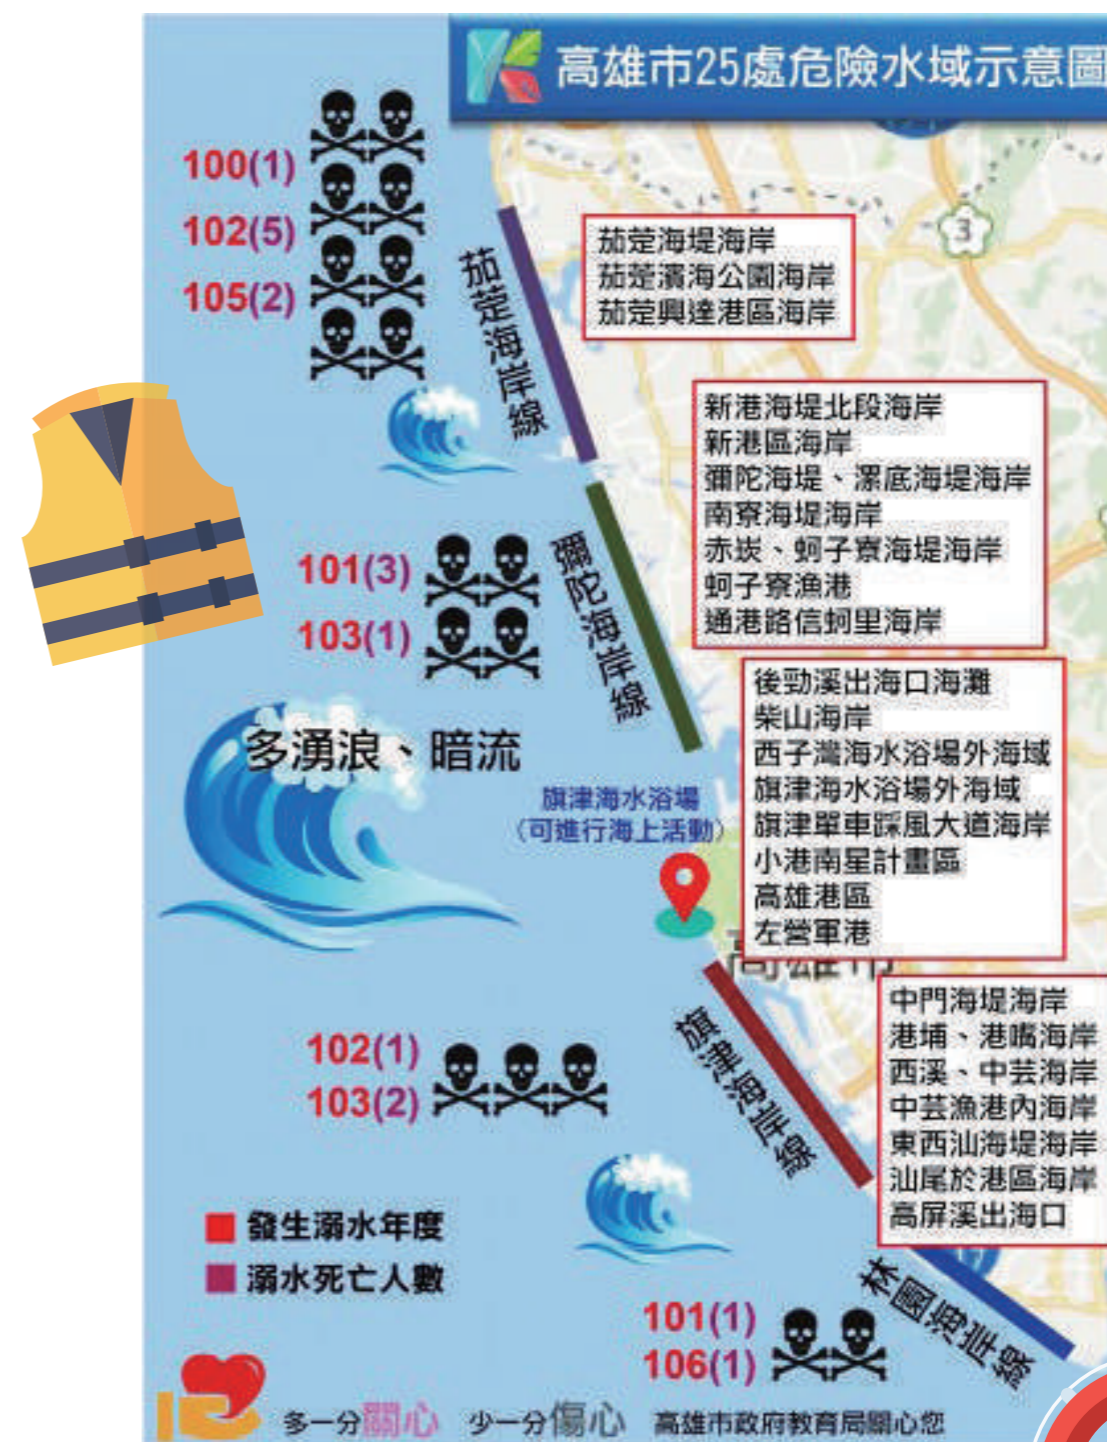 高雄市25處危險水域示意圖
100(1)
102(5)
105(2)
茄萣海岸線
3
茄萣海堤海岸
茄萣濱海公園海岸
茄萣興達港區海岸
新港海堤北段海岸
新港區海岸
彌陀海堤、漯底海堤海岸
南寮海堤海岸
赤崁、蚵子寮海堤海岸
蚵子寮漁港
通港路信蚵里海岸
101(3)
103(1)
彌陀海岸線
多湧浪、暗流
旗津海水浴場
（可進行海上活動）
後勁溪出海口海灘
柴山海岸
西子灣海水浴場外海域
旗津海水浴場外海域
旗津單車踩風大道海岸
小港南星計畫區
高雄港區
左營軍港
高雄市
102(1)
103(2)
旗津海岸線
中門海堤海岸
港埔、港嘴海岸
西溪、中芸海岸
中芸漁港內海岸
東西汕海堤海岸
汕尾於港區海岸
高屏溪出海口
發生溺水年度
溺水死亡人數
101(1)
106(1)
林園海岸線
多一分關心 少一分傷心 高雄市政府教育局關心您